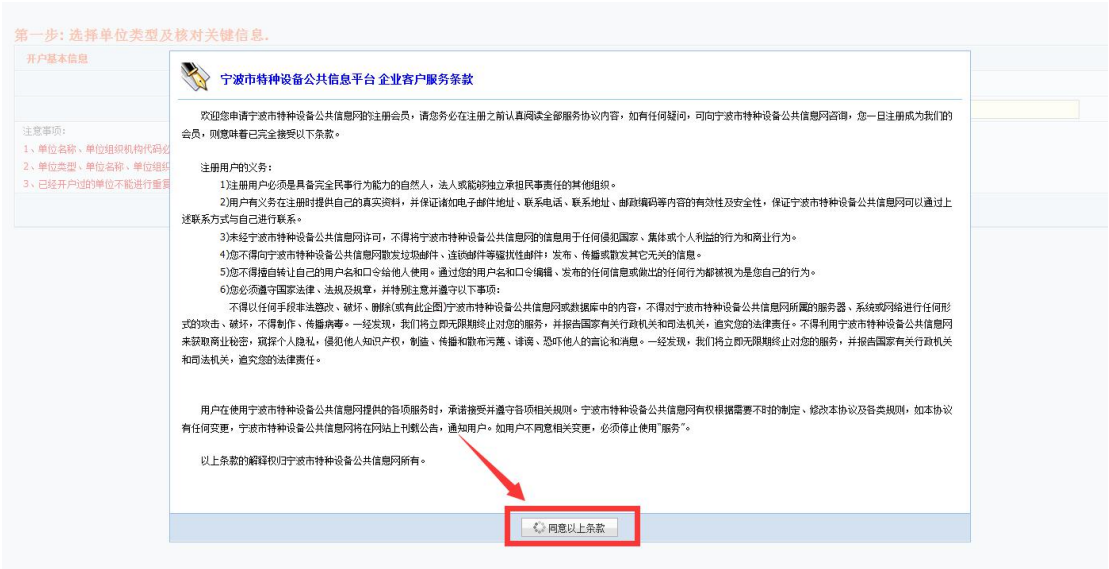 第一步: 选择单位类型及核对关键信息.
开户基本信息
注意事项:
1、单位名称、单位组织机构代码必
2、单位类型、单位名称、单位组织
3、已经开户过的单位不能进行重复
宁波市特种设备公共信息平台 企业客户服务条款
欢迎您申请宁波市特种设备公共信息网的注册会员，请您务必在注册之前认真阅读全部服务协议内容，如有任何疑问，可向宁波市特种设备公共信息网咨询，您一旦注册成为我们的
会员，则意味着已完全接受以下条款。
注册用户的义务：
1)注册用户必须是具备完全民事行为能力的自然人，法人或能够独立承担民事责任的其他组织。
2)用户有义务在注册时提供自己的真实资料，并保证诸如电子邮件地址、联系电话、联系地址、邮政编码等内容的有效性及安全性，保证宁波市特种设备公共信息网可以通过上
述联系方式与自己进行联系。
3)未经宁波市特种设备公共信息网许可，不得将宁波市特种设备公共信息网的信息用于任何侵犯国家、集体或个人利益的行为和商业行为。
4)您不得向宁波市特种设备公共信息网散发垃圾邮件、连锁邮件等骚扰性邮件；发布、传播或散发其它无关的信息。
5)您不得擅自转让自己的用户名和口令给他人使用。通过您的用户名和口令编辑、发布的任何信息或做出的任何行为都被视为是您自己的行为。
6)您必须遵守国家法律、法规及规章，并特别注意并遵守以下事项：
不得以任何手段非法篡改、破坏、删除(或有此企图)宁波市特种设备公共信息网或数据库中的内容，不得对宁波市特种设备公共信息网所属的服务器、系统或网络进行任何形
式的攻击、破坏，不得制作、传播病毒。一经发现，我们将立即无限期终止对您的服务，并报告国家有关行政机关和司法机关，追究您的法律责任。不得利用宁波市特种设备公共信息网
来获取商业秘密，窥探个人隐私，侵犯他人知识产权，制造、传播和散布污蔑、诽谤、恐吓他人的言论和消息。一经发现，我们将立即无限期终止对您的服务，并报告国家有关行政机关
和司法机关，追究您的法律责任。
用户在使用宁波市特种设备公共信息网提供的各项服务时，承诺接受并遵守各项相关规则。宁波市特种设备公共信息网有权根据需要不时的制定、修改本协议及各类规则，如本协议
有任何变更，宁波市特种设备公共信息网将在网站上刊载公告，通知用户。如用户不同意相关变更，必须停止使用"服务"。
以上条款的解释权归宁波市特种设备公共信息网所有。
同意以上条款